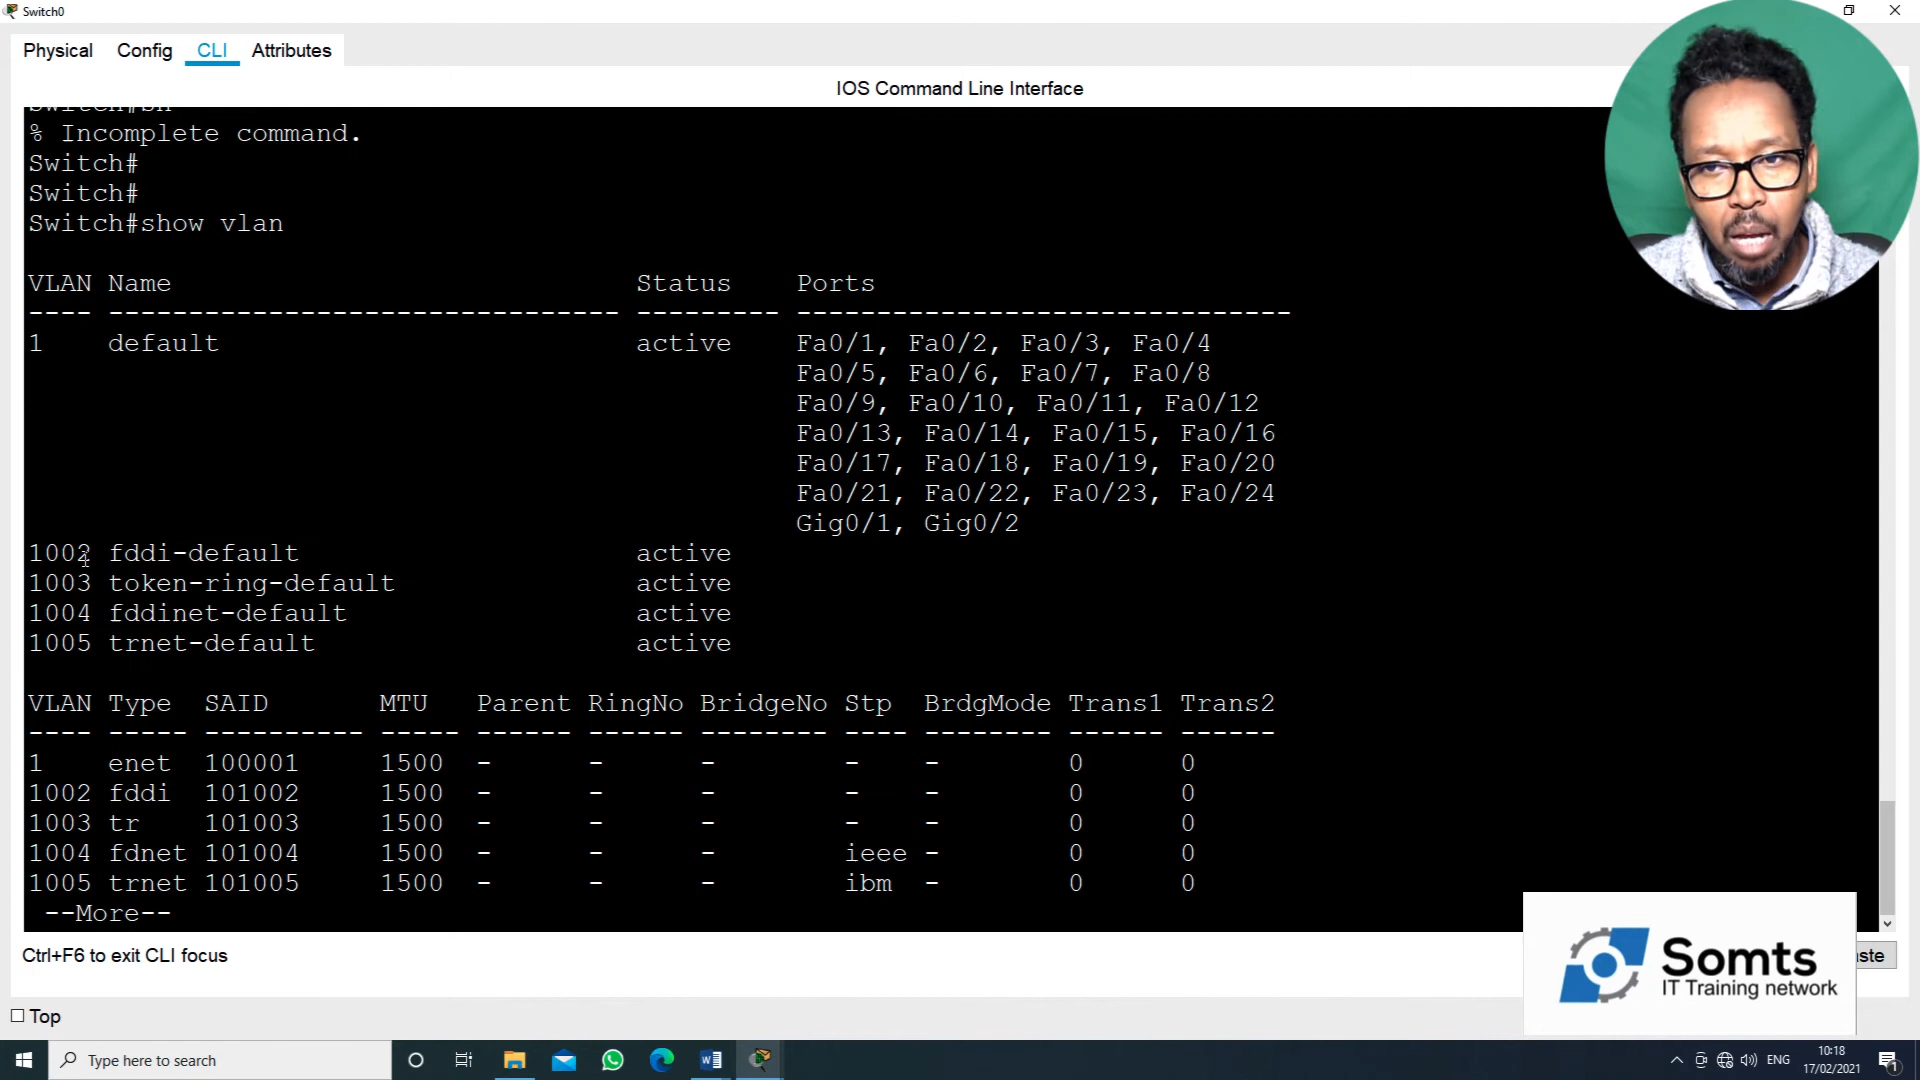 Switch0
Physical Config CLI Attributes
IOS Command Line Interface
% Incomplete command.
Switch#
Switch#
Switch#show vlan
VLAN Name Status Ports
---- -------------------------------- --------- -------------------------------
1 default active Fa0/1, Fa0/2, Fa0/3, Fa0/4
Fa0/5, Fa0/6, Fa0/7, Fa0/8
Fa0/9, Fa0/10, Fa0/11, Fa0/12
Fa0/13, Fa0/14, Fa0/15, Fa0/16
Fa0/17, Fa0/18, Fa0/19, Fa0/20
Fa0/21, Fa0/22, Fa0/23, Fa0/24
Gig0/1, Gig0/2
1002 fddi-default active
1003 token-ring-default active
1004 fddinet-default active
1005 trnet-default active
VLAN Type SAID MTU Parent RingNo BridgeNo Stp BrdgMode Trans1 Trans2
---- ----- ---------- ----- ------ ------ -------- ---- -------- ------ ------
1 enet 100001 1500 - - - - - 0 0
1002 fddi 101002 1500 - - - - - 0 0
1003 tr 101003 1500 - - - - - 0 0
1004 fdnet 101004 1500 - - - ieee - 0 0
1005 trnet 101005 1500 - - - ibm - 0 0
--More--
Ctrl+F6 to exit CLI focus
Somts
IT Training network
Top
Type here to search
ENG
10:18
17/02/2021